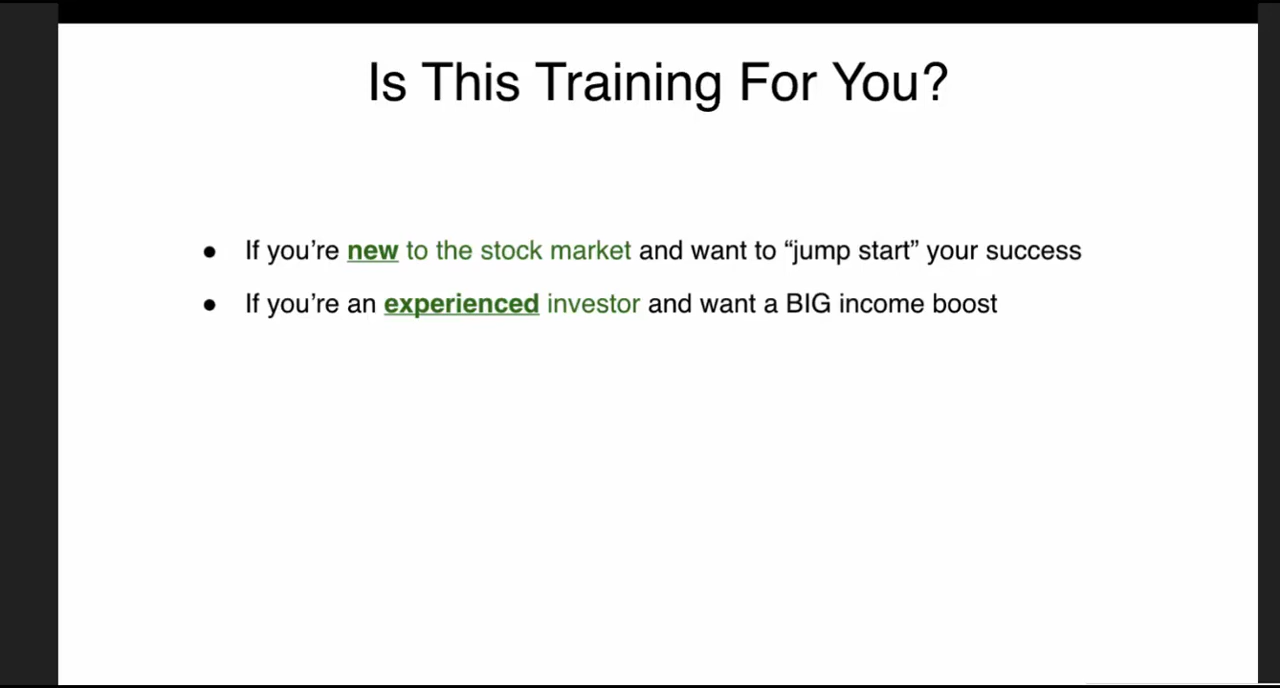 Is This Training For You?
● If you’re new to the stock market and want to “jump start” your success
● If you’re an experienced investor and want a BIG income boost